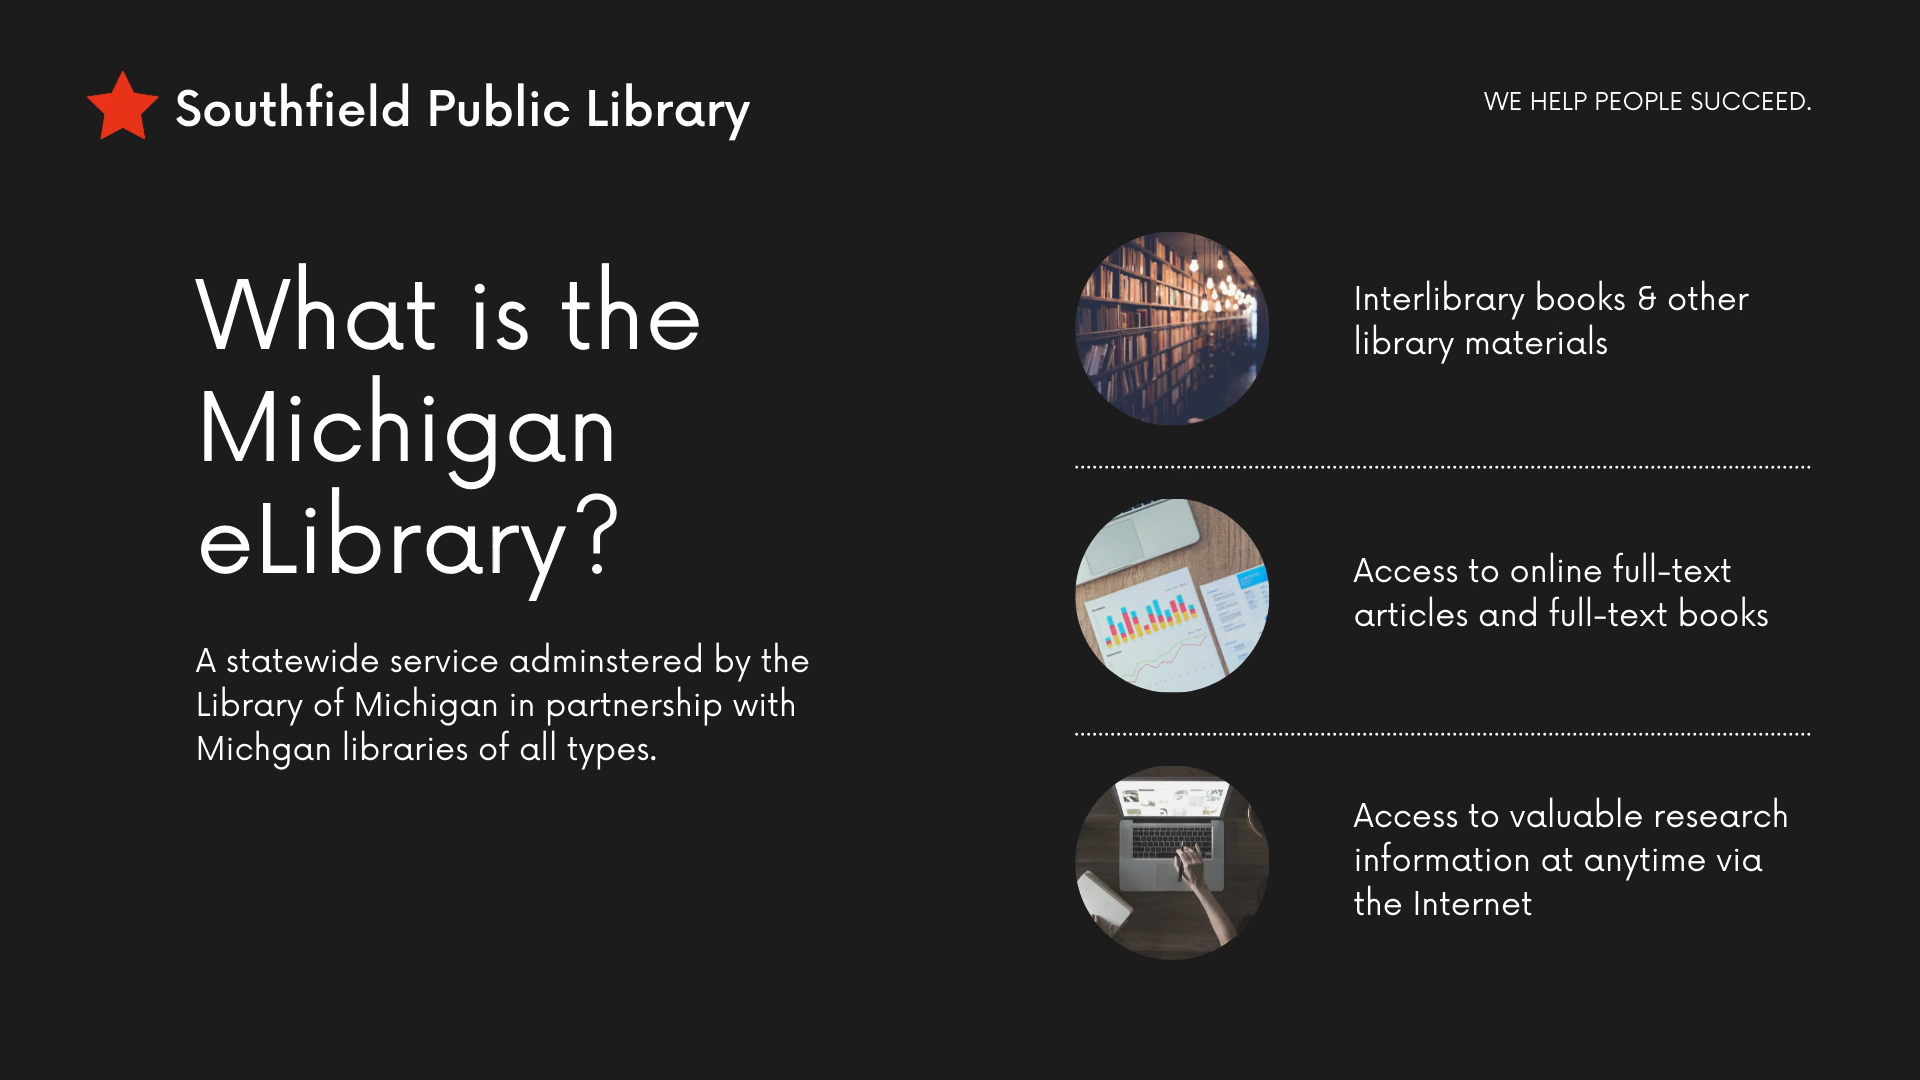 Southfield Public Library
WE HELP PEOPLE SUCCEED.
What is the
Michigan
eLibrary?
A statewide service adminstered by the
Library of Michigan in partnership with
Michgan libraries of all types.
Interlibrary books & other
library materials
Access to online full-text
articles and full-text books
Access to valuable research
information at anytime via
the Internet